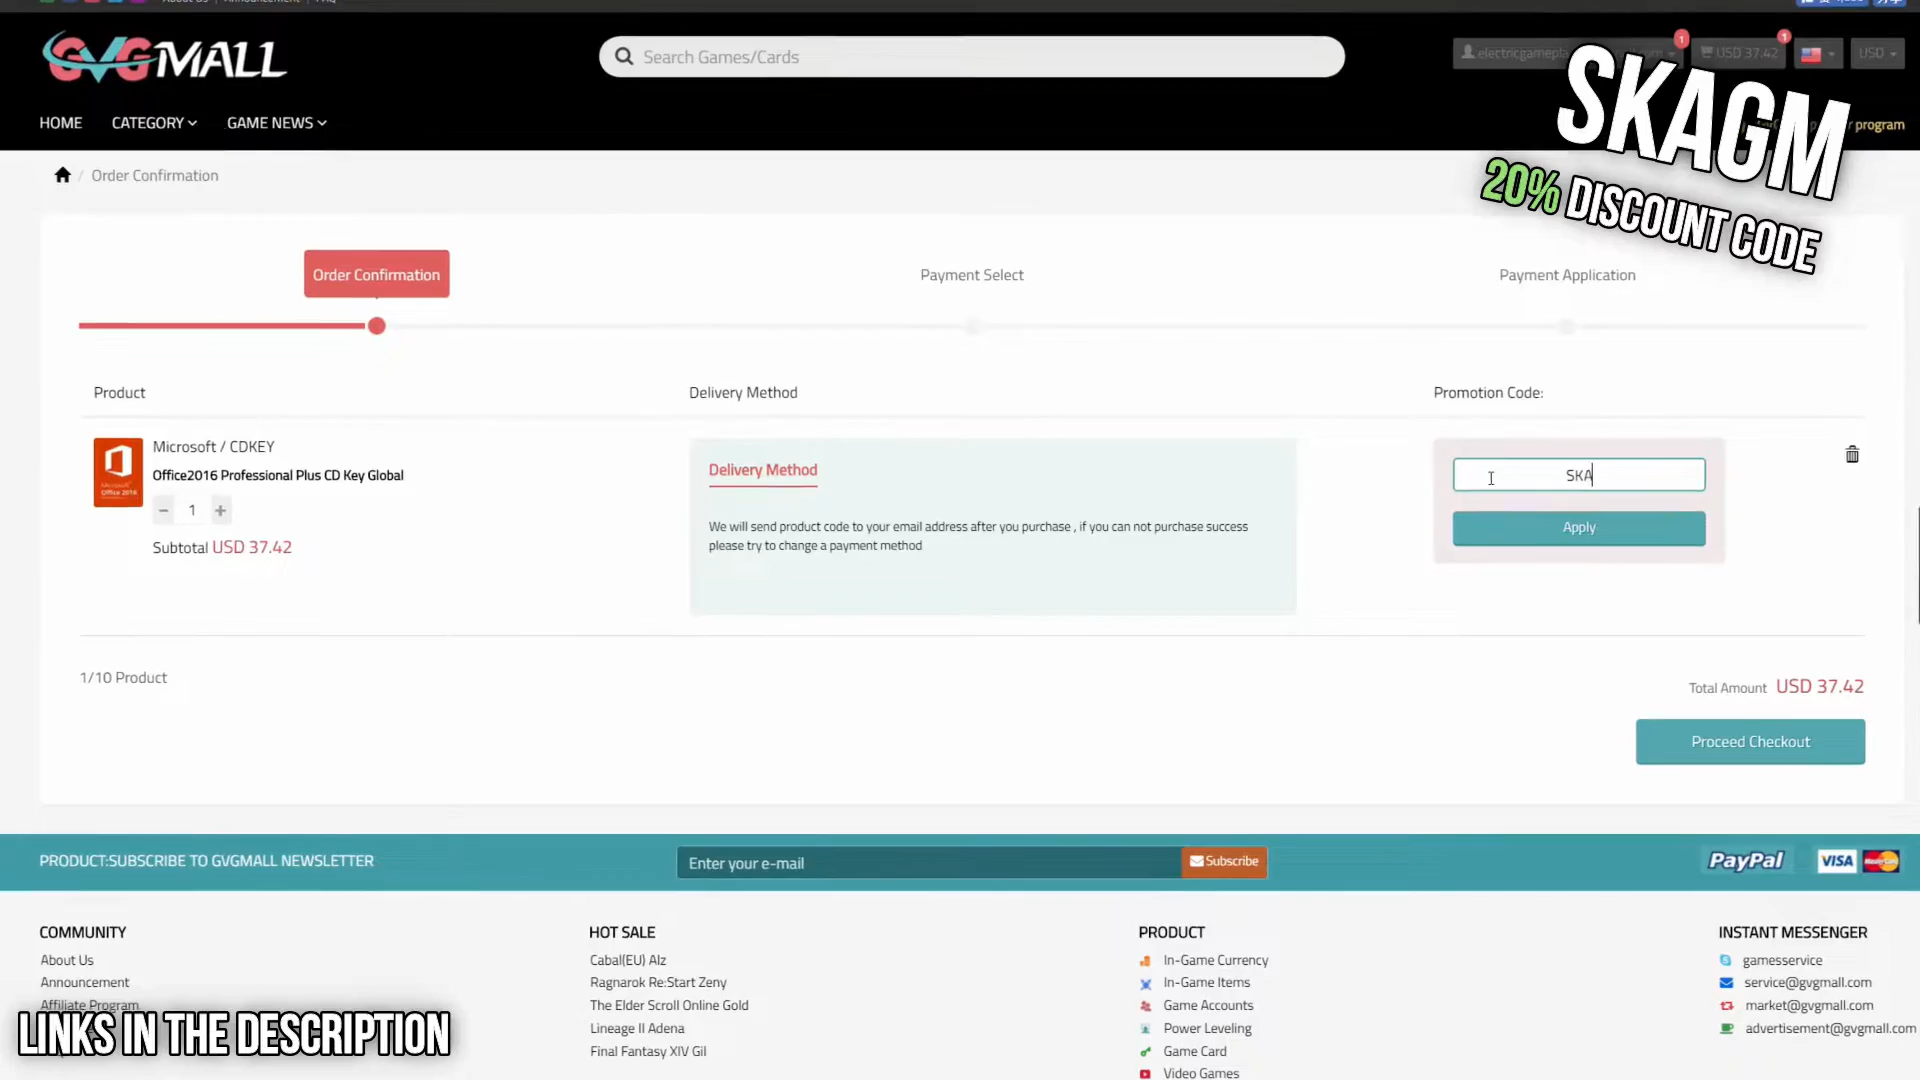 GVGMALL
Search Games/Cards
1
USD 37.42
1
USD
HOME
CATEGORY
GAME NEWS
program
SKAGM
20% DISCOUNT CODE
Order Confirmation
Order Confirmation
Payment Select
Payment Application
Product
Delivery Method
Promotion Code:
Microsoft / CDKEY
Office2016 Professional Plus CD Key Global
1
Subtotal USD 37.42
Delivery Method
We will send product code to your email address after you purchase , if you can not purchase success
please try to change a payment method
SKA
Apply
1/10 Product
Total Amount USD 37.42
Proceed Checkout
PRODUCT:SUBSCRIBE TO GVGMALL NEWSLETTER
Enter your e-mail
Subscribe
PayPal
VISA
MasterCard
COMMUNITY
About Us
Announcement
Affiliate Program
LINKS IN THE DESCRIPTION
HOT SALE
Cabal(EU) Alz
Ragnarok Re:Start Zeny
The Elder Scroll Online Gold
Lineage II Adena
Final Fantasy XIV Gil
PRODUCT
In-Game Currency
In-Game Items
Game Accounts
Power Leveling
Game Card
Video Games
INSTANT MESSENGER
gamesservice
service@gvgmall.com
market@gvgmall.com
advertisement@gvgmall.com